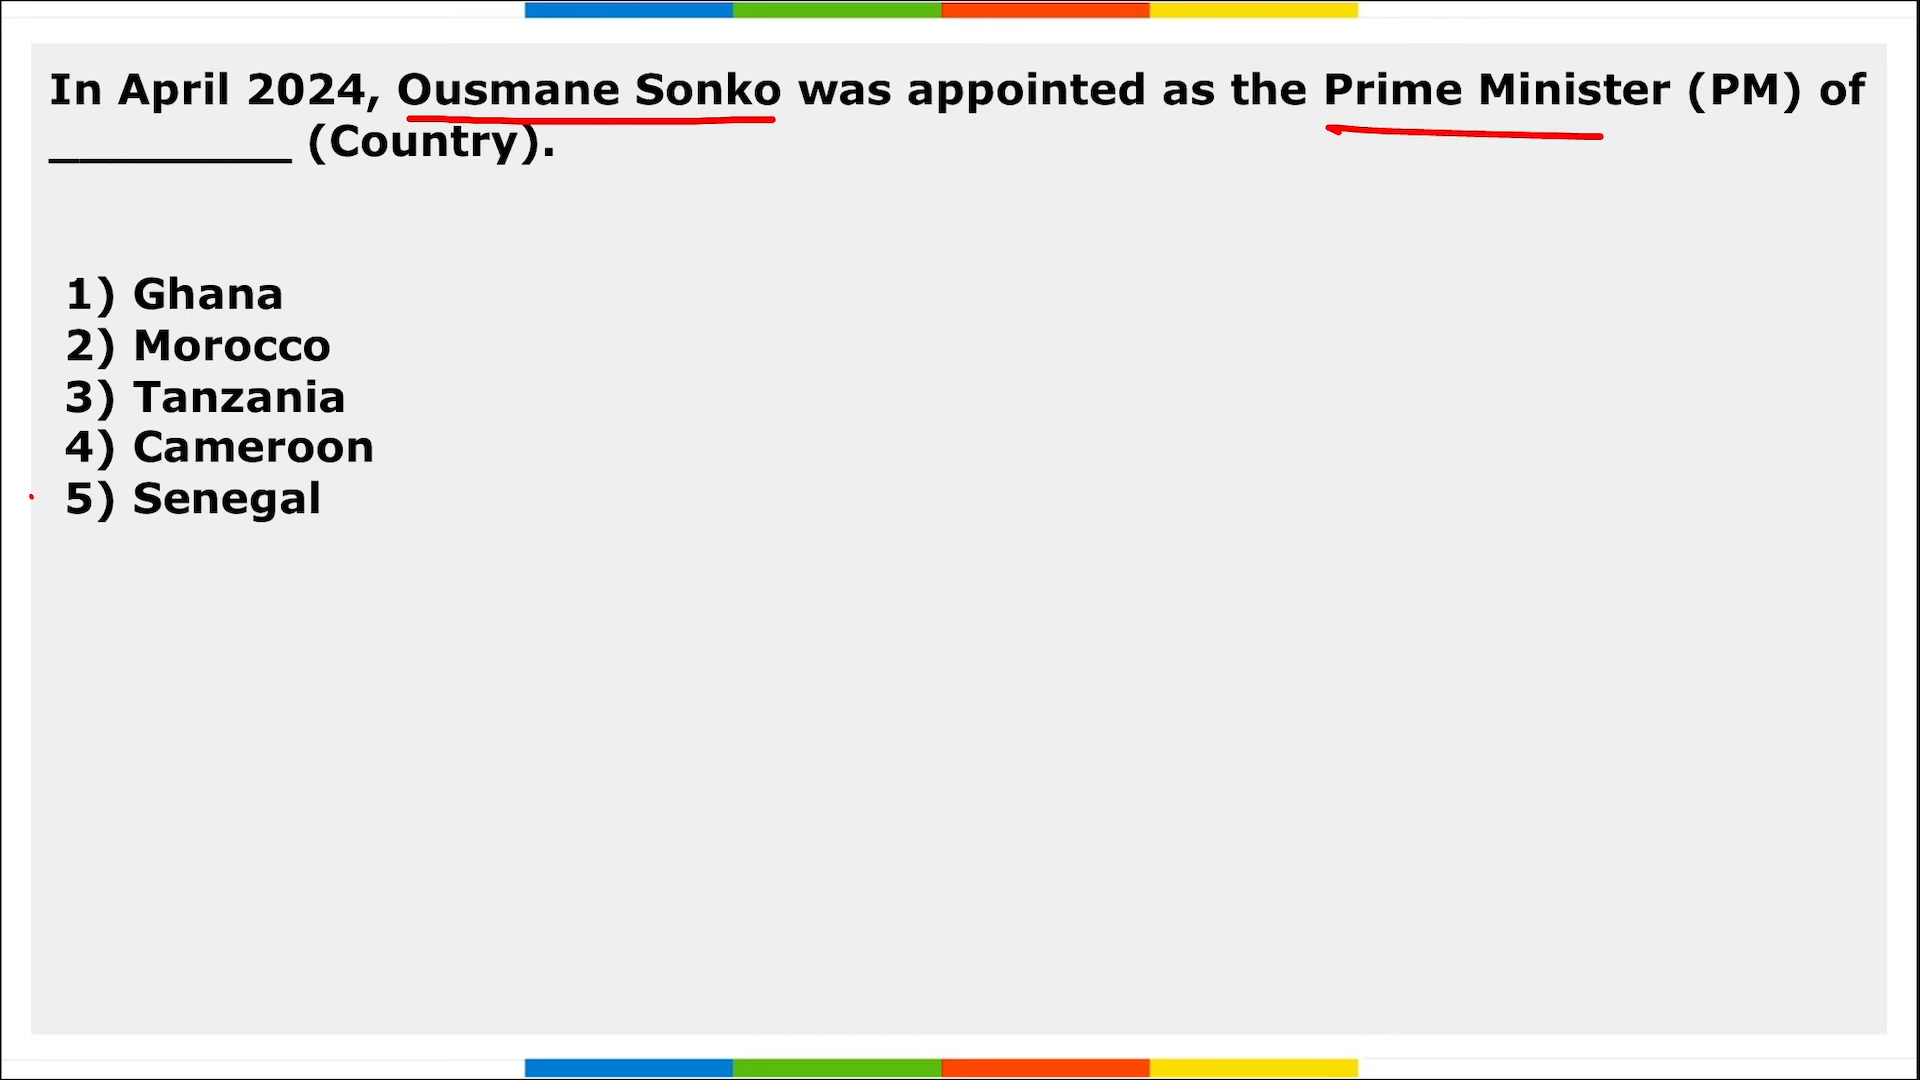 In April 2024, Ousmane Sonko was appointed as the Prime Minister (PM) of
_________ (Country).
1) Ghana
2) Morocco
3) Tanzania
4) Cameroon
5) Senegal